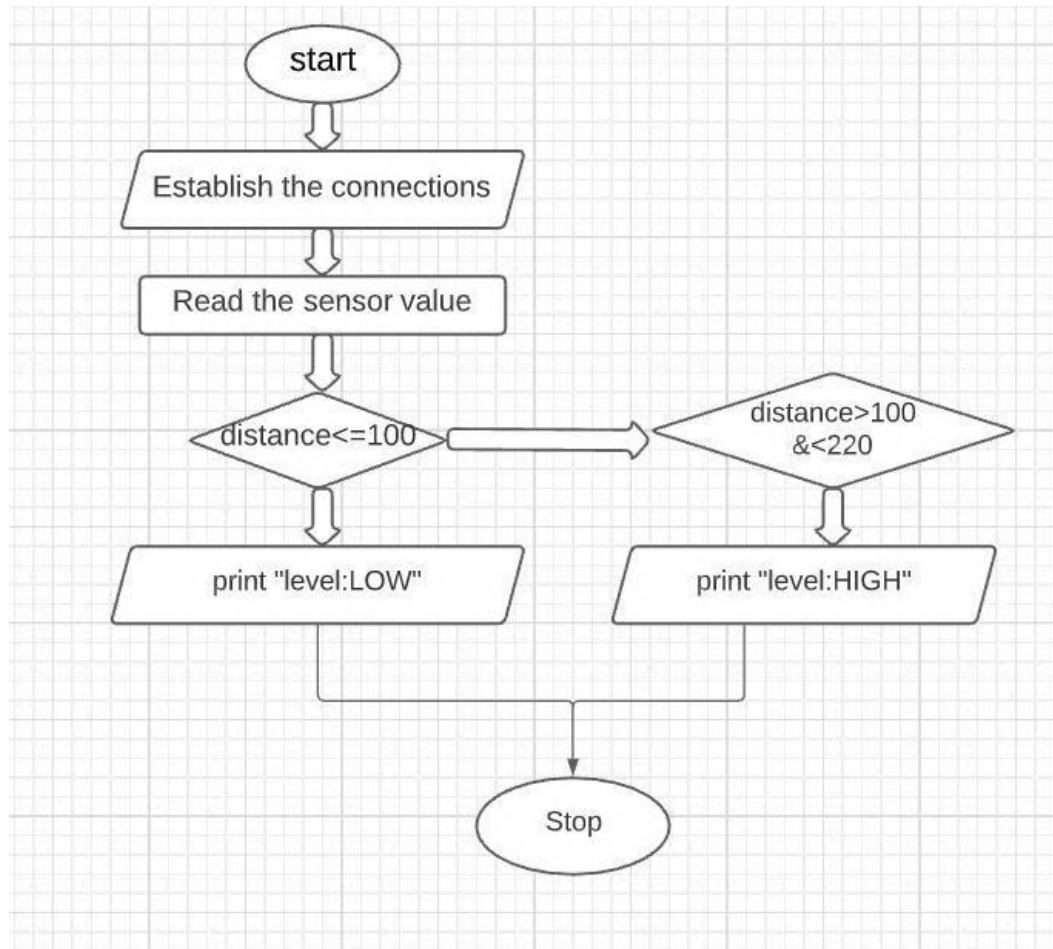 start
Establish the connections
Read the sensor value
distance<=100
distance>100
&<220
print "level:LOW"
print "level:HIGH"
Stop